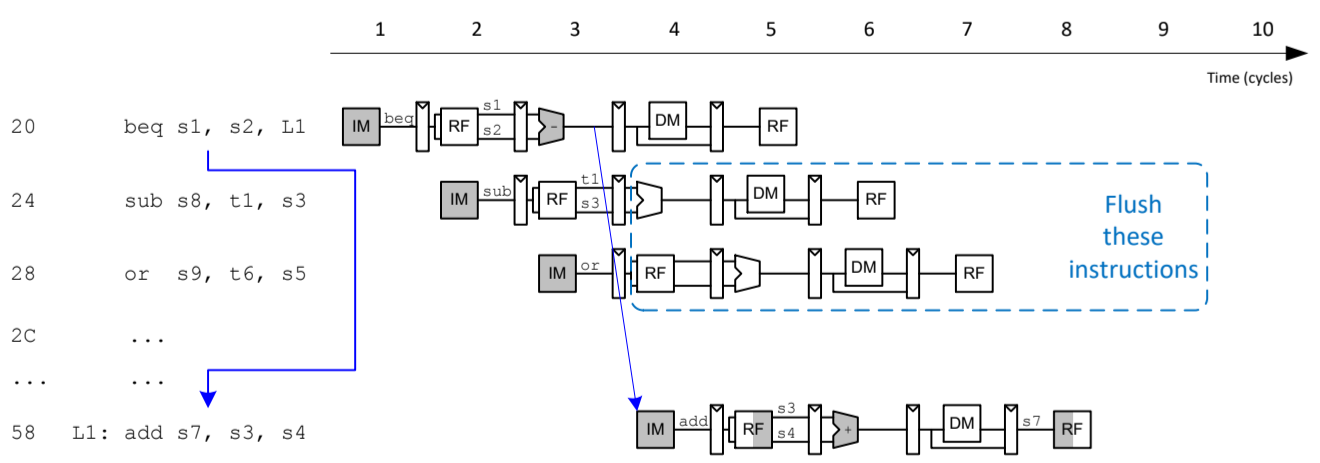 1 2 3 4 5 6 7 8 9 10
Time (cycles)
20 beq s1, s2, L1 IM beq RF s1 s2 - DM RF
24 sub s8, t1, s3 IM sub RF t1 s3 DM RF
28 or s9, t6, s5 IM or RF DM RF
Flush
these
instructions
2C ...
... ...
58 L1: add s7, s3, s4 IM add RF s3 s4 + DM s7 RF